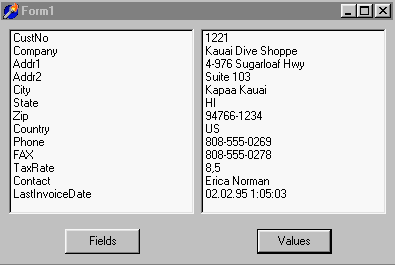 Form1
CustNo
Company
Addr1
Addr2
City
State
Zip
Country
Phone
FAX
TaxRate
Contact
LastInvoiceDate
1221
Kauai Dive Shoppe
4-976 Sugarloaf Hwy
Suite 103
Kapaa Kauai
HI
94766-1234
US
808-555-0269
808-555-0278
8,5
Erica Norman
02.02.95 1:05:03
Fields
Values